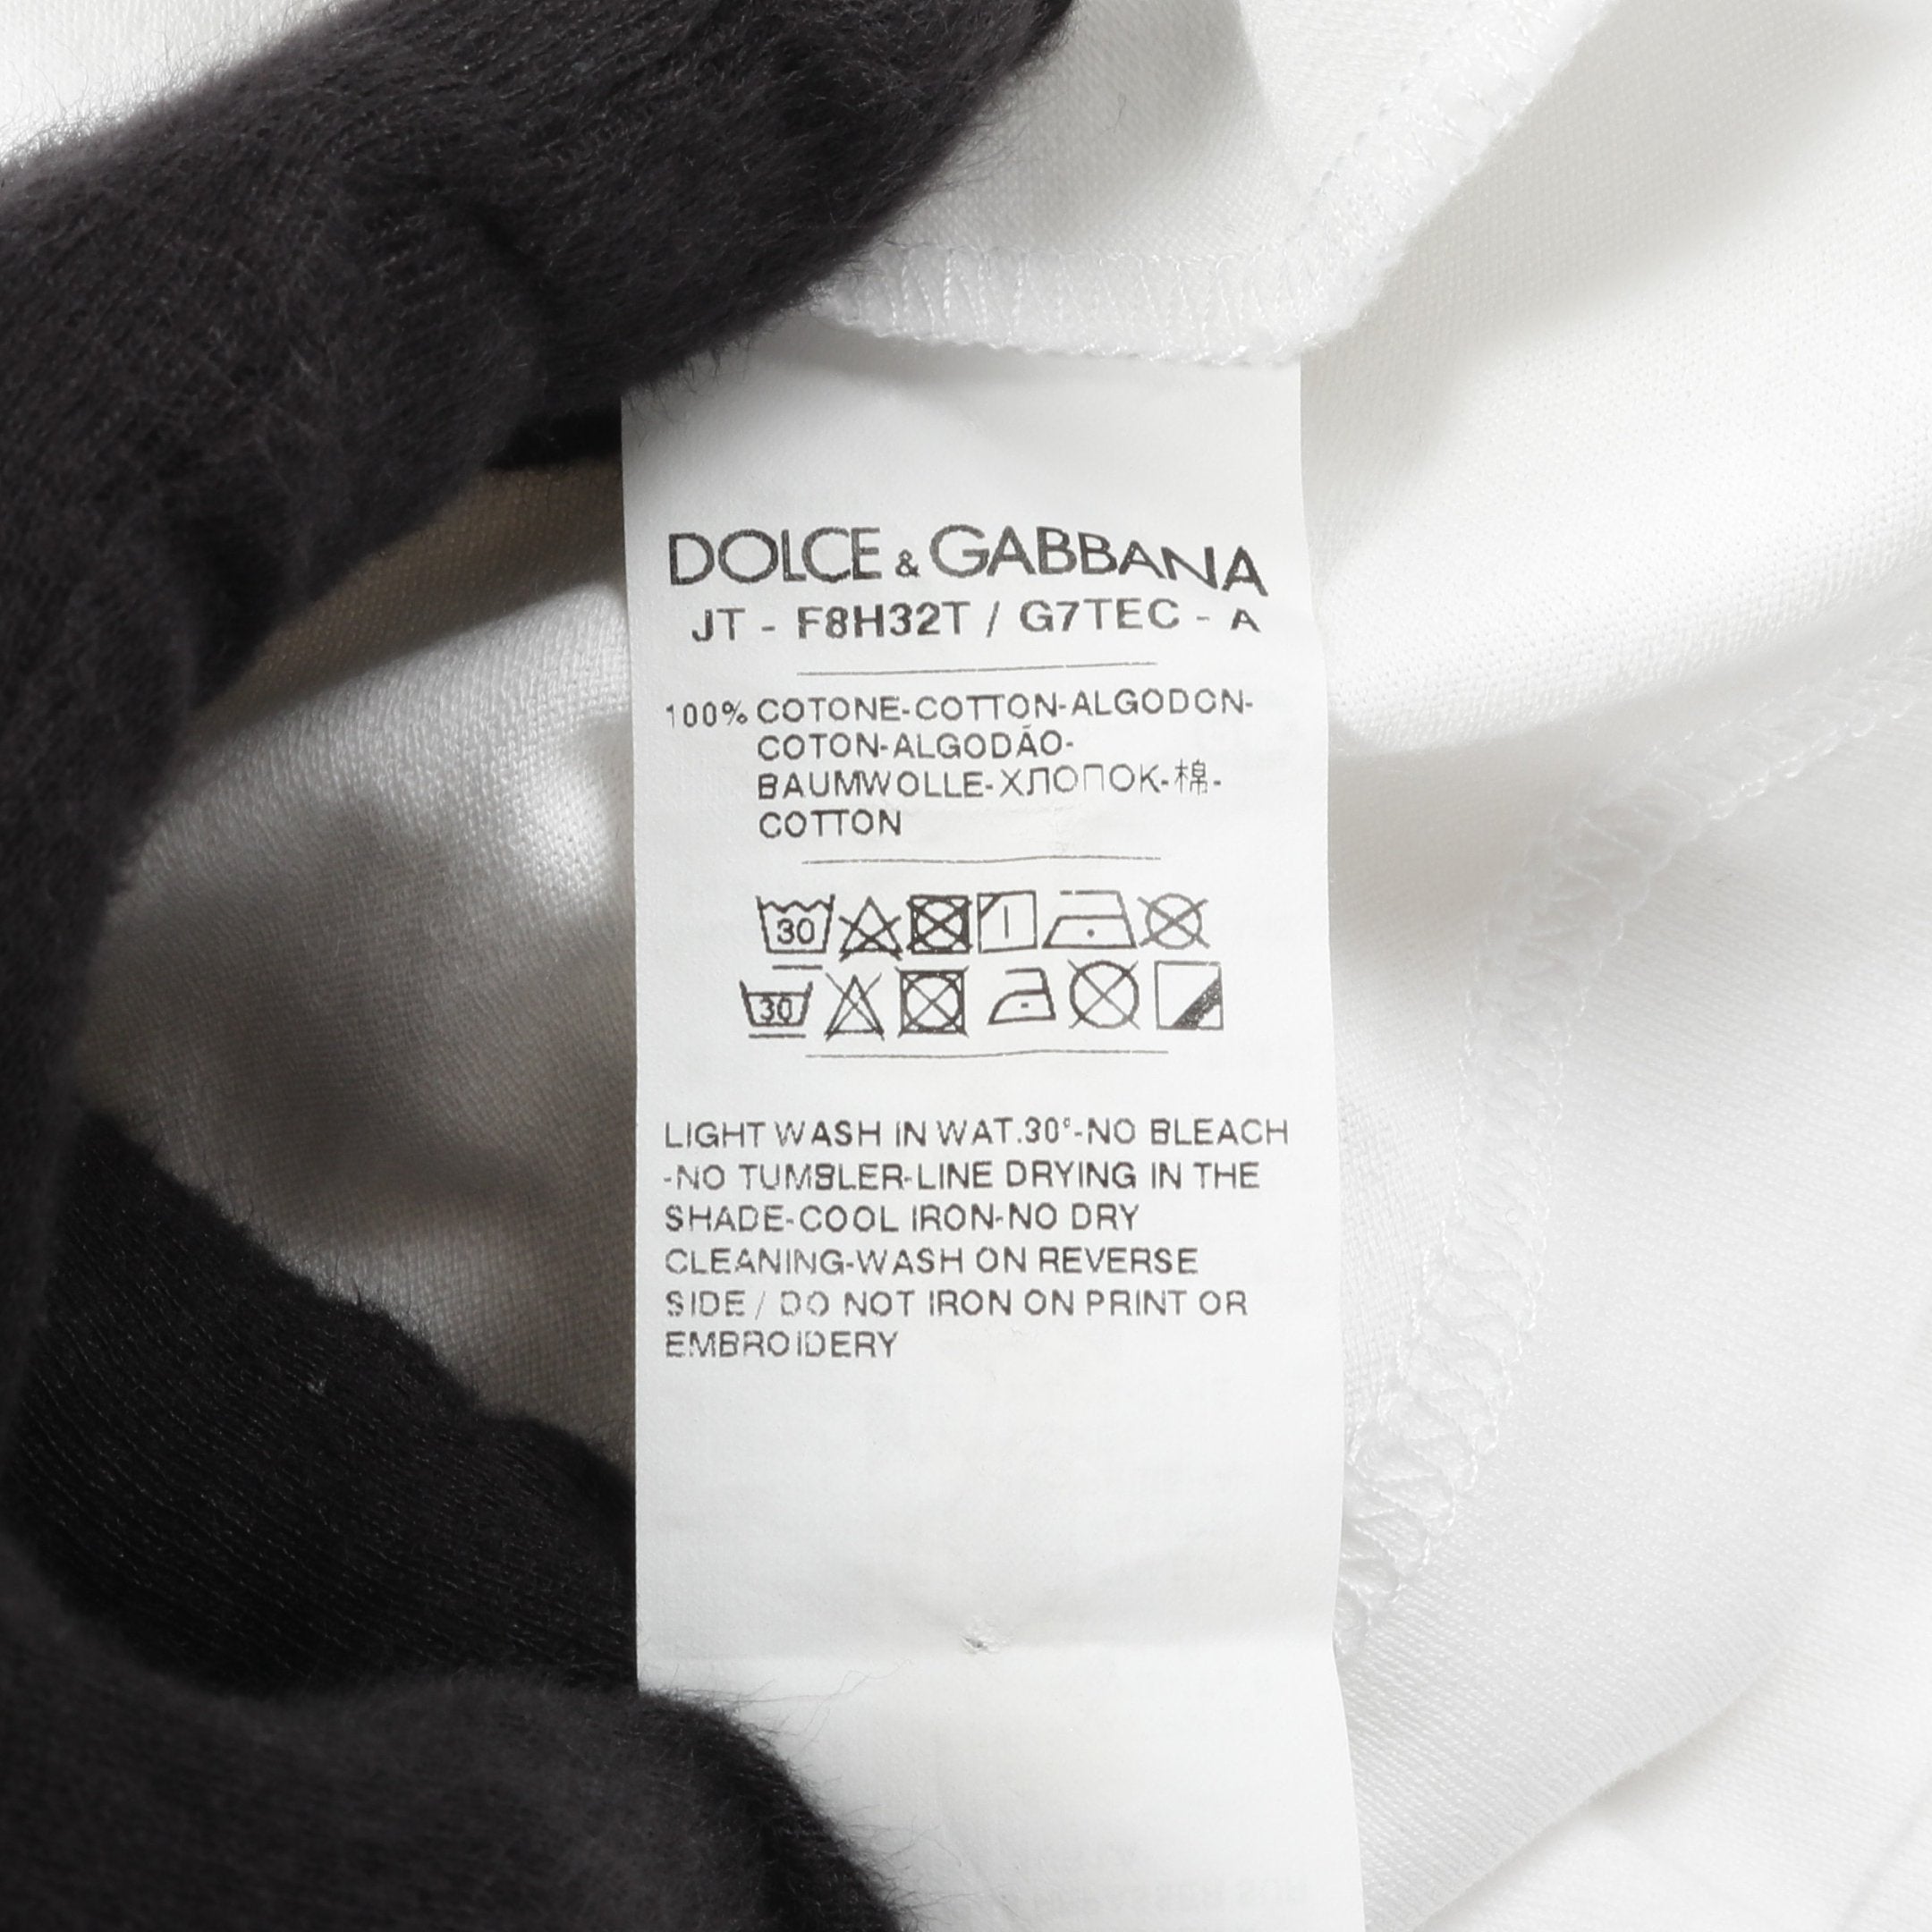 DOLCE & GABBANA
JT - F8H32T / G7TEC - A
100% COTONE-COTTON-ALGODON-
COTON-ALGODÃO-
BAUMWOLLE-ХЛОПОК-棉-
COTTON
30 I
30
LIGHT WASH IN WAT.30°-NO BLEACH
-NO TUMBLER-LINE DRYING IN THE
SHADE-COOL IRON-NO DRY
CLEANING-WASH ON REVERSE
SIDE / DO NOT IRON ON PRINT OR
EMBROIDERY